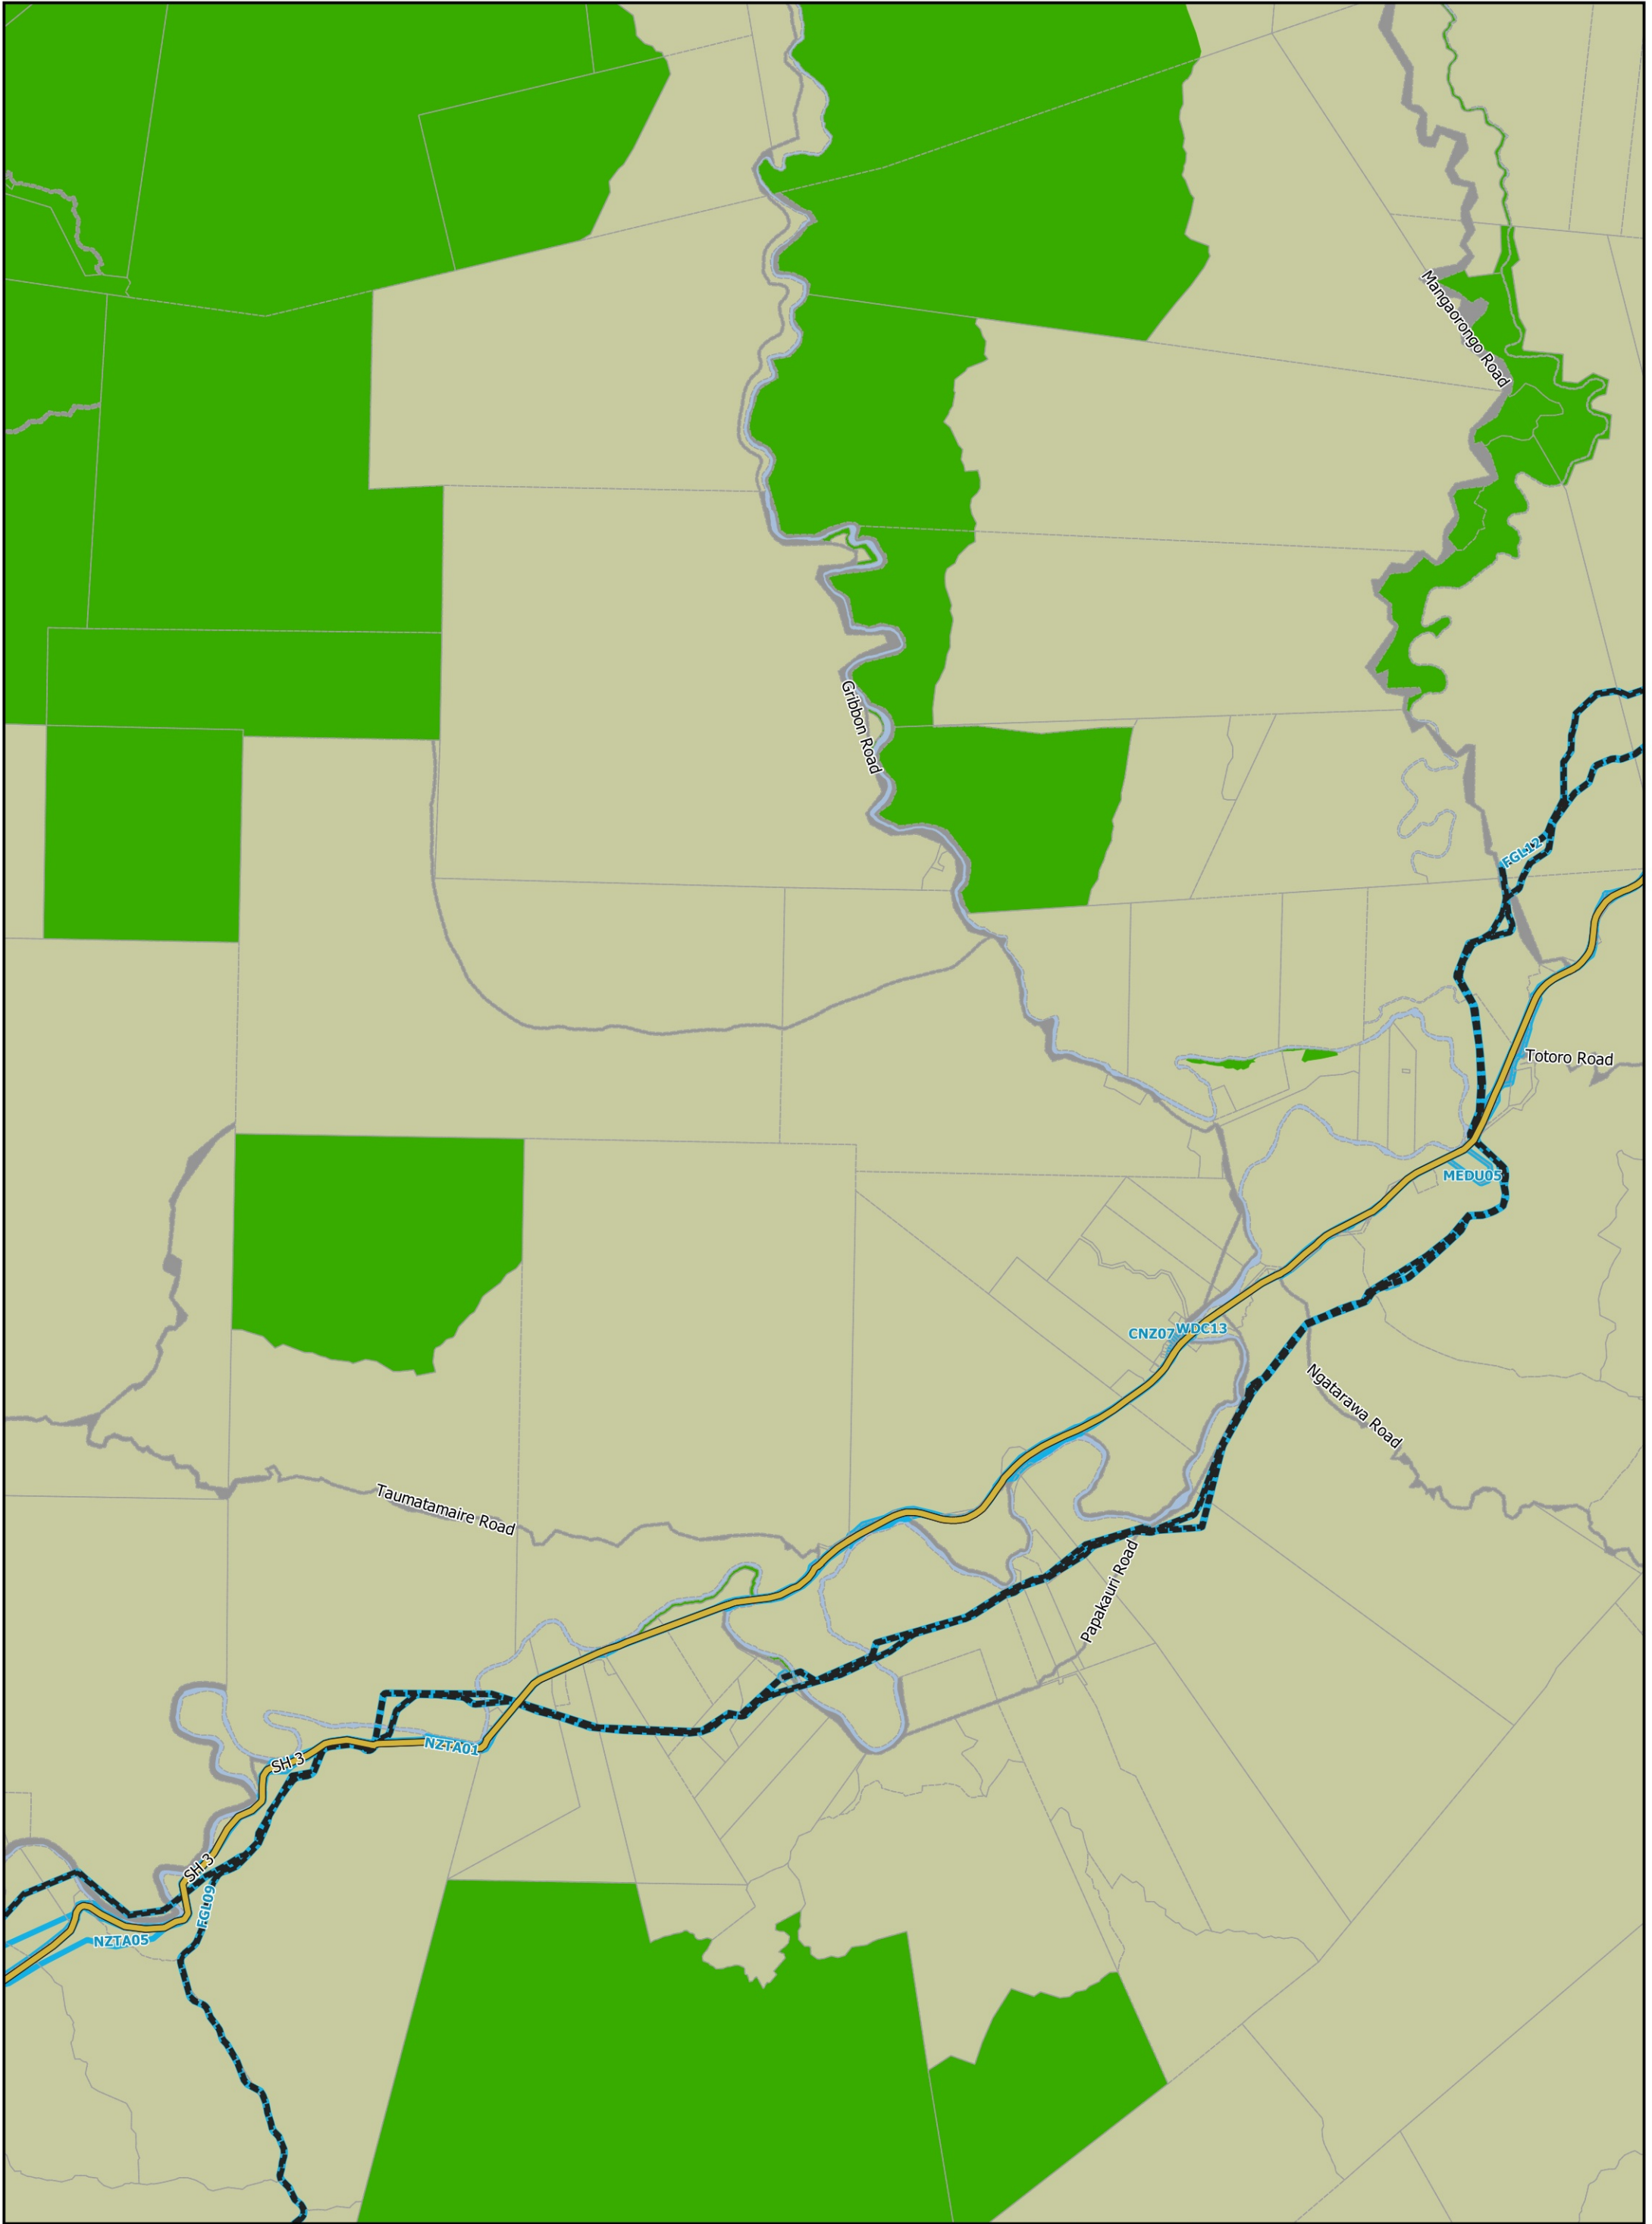 Mangaorongo Road
Gribbon Road
FGL12
Totoro Road
MEDU05
CNZ07
WDC13
Ngatarawa Road
Taumatamaire Road
Papakauri Road
NZTA01
SH 3
SH 3
FGL09
NZTA05